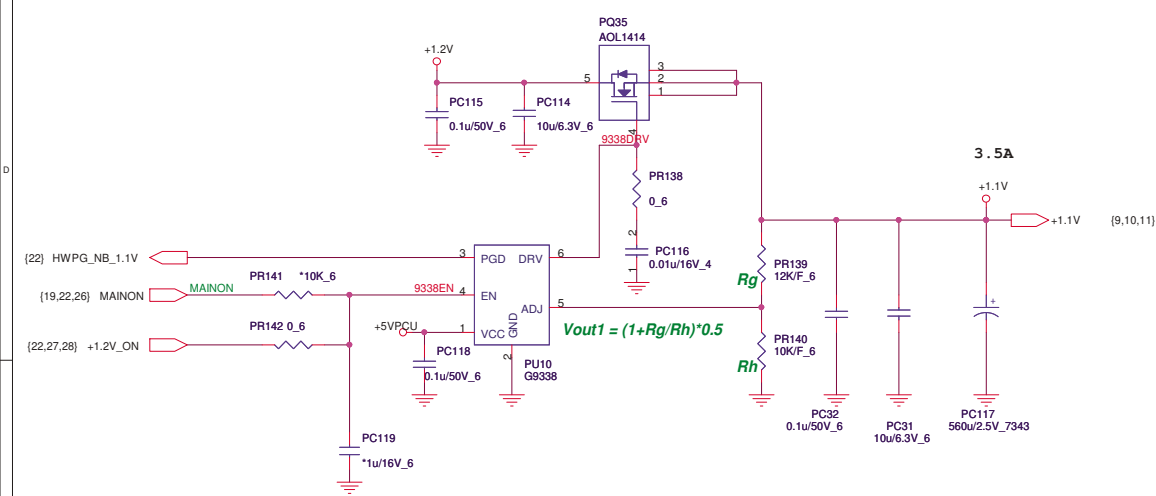 PQ35
AOL1414
+1.2V
5
3
2
1
4
PC115
0.1u/50V_6
PC114
10u/6.3V_6
9338DRV
D
3.5A
PR138
0_6
+1.1V
+1.1V
{9,10,11}
2
1
PC116
0.01u/16V_4
{22} HWPG_NB_1.1V
3
PGD
DRV
6
PR141
*10K_6
Rg
PR139
12K/F_6
{19,22,26} MAINON
MAINON
9338EN
4
EN
ADJ
5
+5VPCU
1
VCC
GND
2
Vout1 = (1+Rg/Rh)*0.5
PR142 0_6
{22,27,28} +1.2V_ON
PC118
0.1u/50V_6
PU10
G9338
Rh
PR140
10K/F_6
PC32
0.1u/50V_6
PC31
10u/6.3V_6
PC117
560u/2.5V_7343
PC119
*1u/16V_6